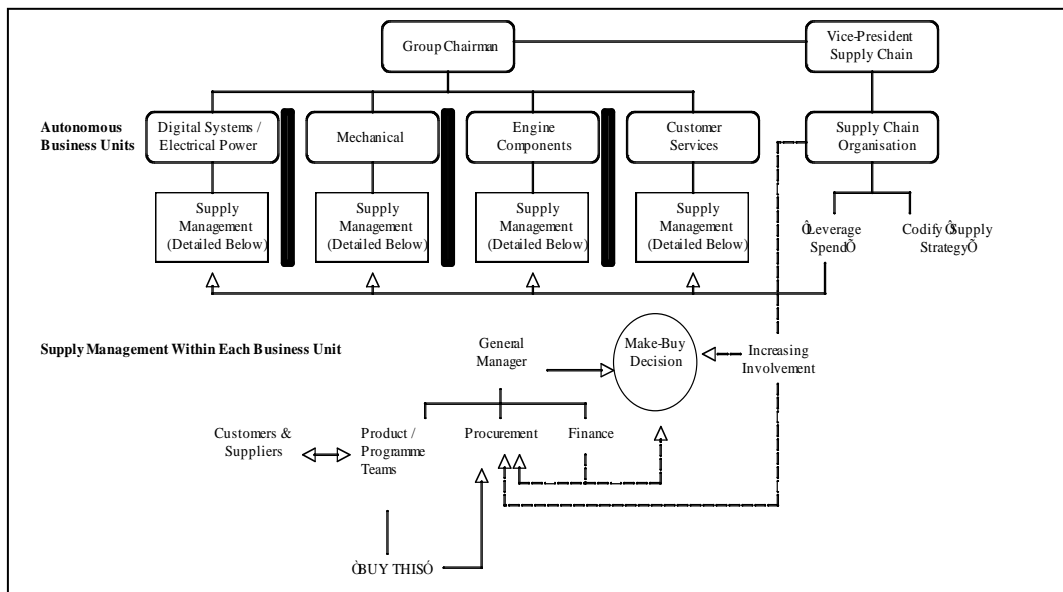 Group Chairman
Vice-President
Supply Chain
Autonomous
Business Units
Digital Systems /
Electrical Power
Mechanical
Engine
Components
Customer
Services
Supply Chain
Organisation
Supply
Management
(Detailed Below)
Supply
Management
(Detailed Below)
Supply
Management
(Detailed Below)
Supply
Management
(Detailed Below)
ÔLeverage
SpendÕ
Codify ÔSupply
StrategyÕ
Supply Management Within Each Business Unit
General
Manager
Make-Buy
Decision
Increasing
Involvement
Customers &
Suppliers
Product /
Programme
Teams
Procurement
Finance
ÒBUY THISÓ